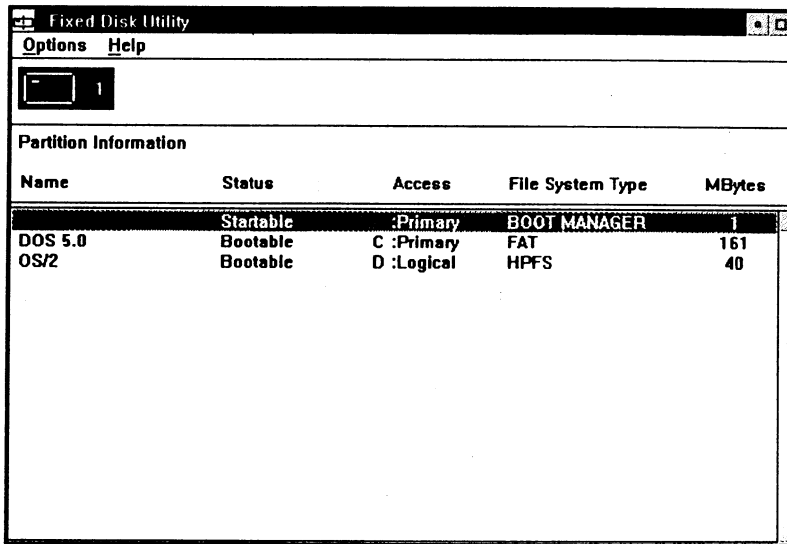 Fixed Disk Utility
Options Help
1
Partition Information
Name Status Access File System Type MBytes
Startable :Primary BOOT MANAGER 1
DOS 5.0 Bootable C :Primary FAT 161
OS/2 Bootable D :Logical HPFS 40